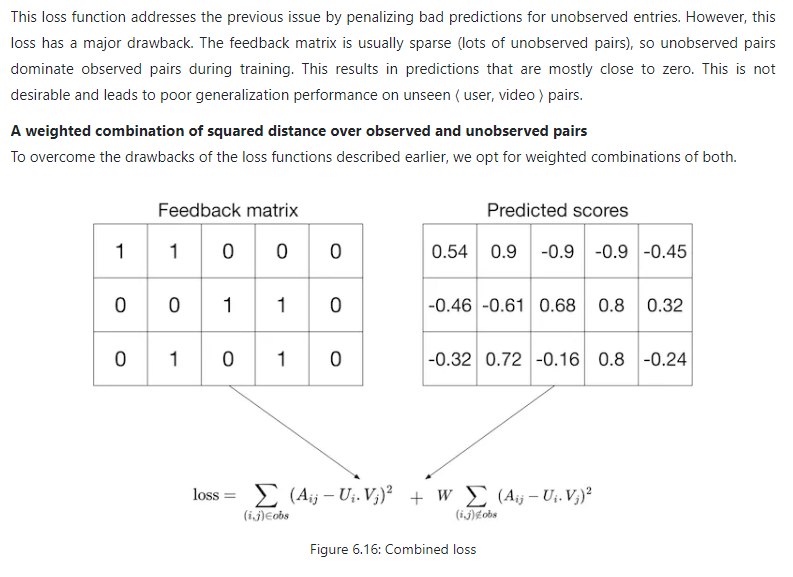 This loss function addresses the previous issue by penalizing bad predictions for unobserved entries. However, this
loss has a major drawback. The feedback matrix is usually sparse (lots of unobserved pairs), so unobserved pairs
dominate observed pairs during training. This results in predictions that are mostly close to zero. This is not
desirable and leads to poor generalization performance on unseen ⟨ user, video ⟩ pairs.
A weighted combination of squared distance over observed and unobserved pairs
To overcome the drawbacks of the loss functions described earlier, we opt for weighted combinations of both.
Feedback matrix
1 1 0 0 0
0 0 1 1 0
0 1 0 1 0
Predicted scores
0.54 0.9 -0.9 -0.9 -0.45
-0.46 -0.61 0.68 0.8 0.32
-0.32 0.72 -0.16 0.8 -0.24
loss = ∑_{(i,j)∈obs} (A_{ij} – U_i. V_j)² + W ∑_{(i,j)∉obs} (A_{ij} – U_i. V_j)²
Figure 6.16: Combined loss